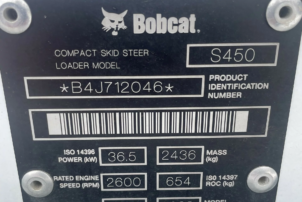 Bobcat.
COMPACT SKID STEER
LOADER MODEL
S450
*B4J712046*
PRODUCT
IDENTIFICATION
NUMBER
ISO 14396
POWER (kW)
36.5
2436
MASS
(kg)
RATED ENGINE
SPEED (RPM)
2600
654
ISO 14397
ROC (kg)